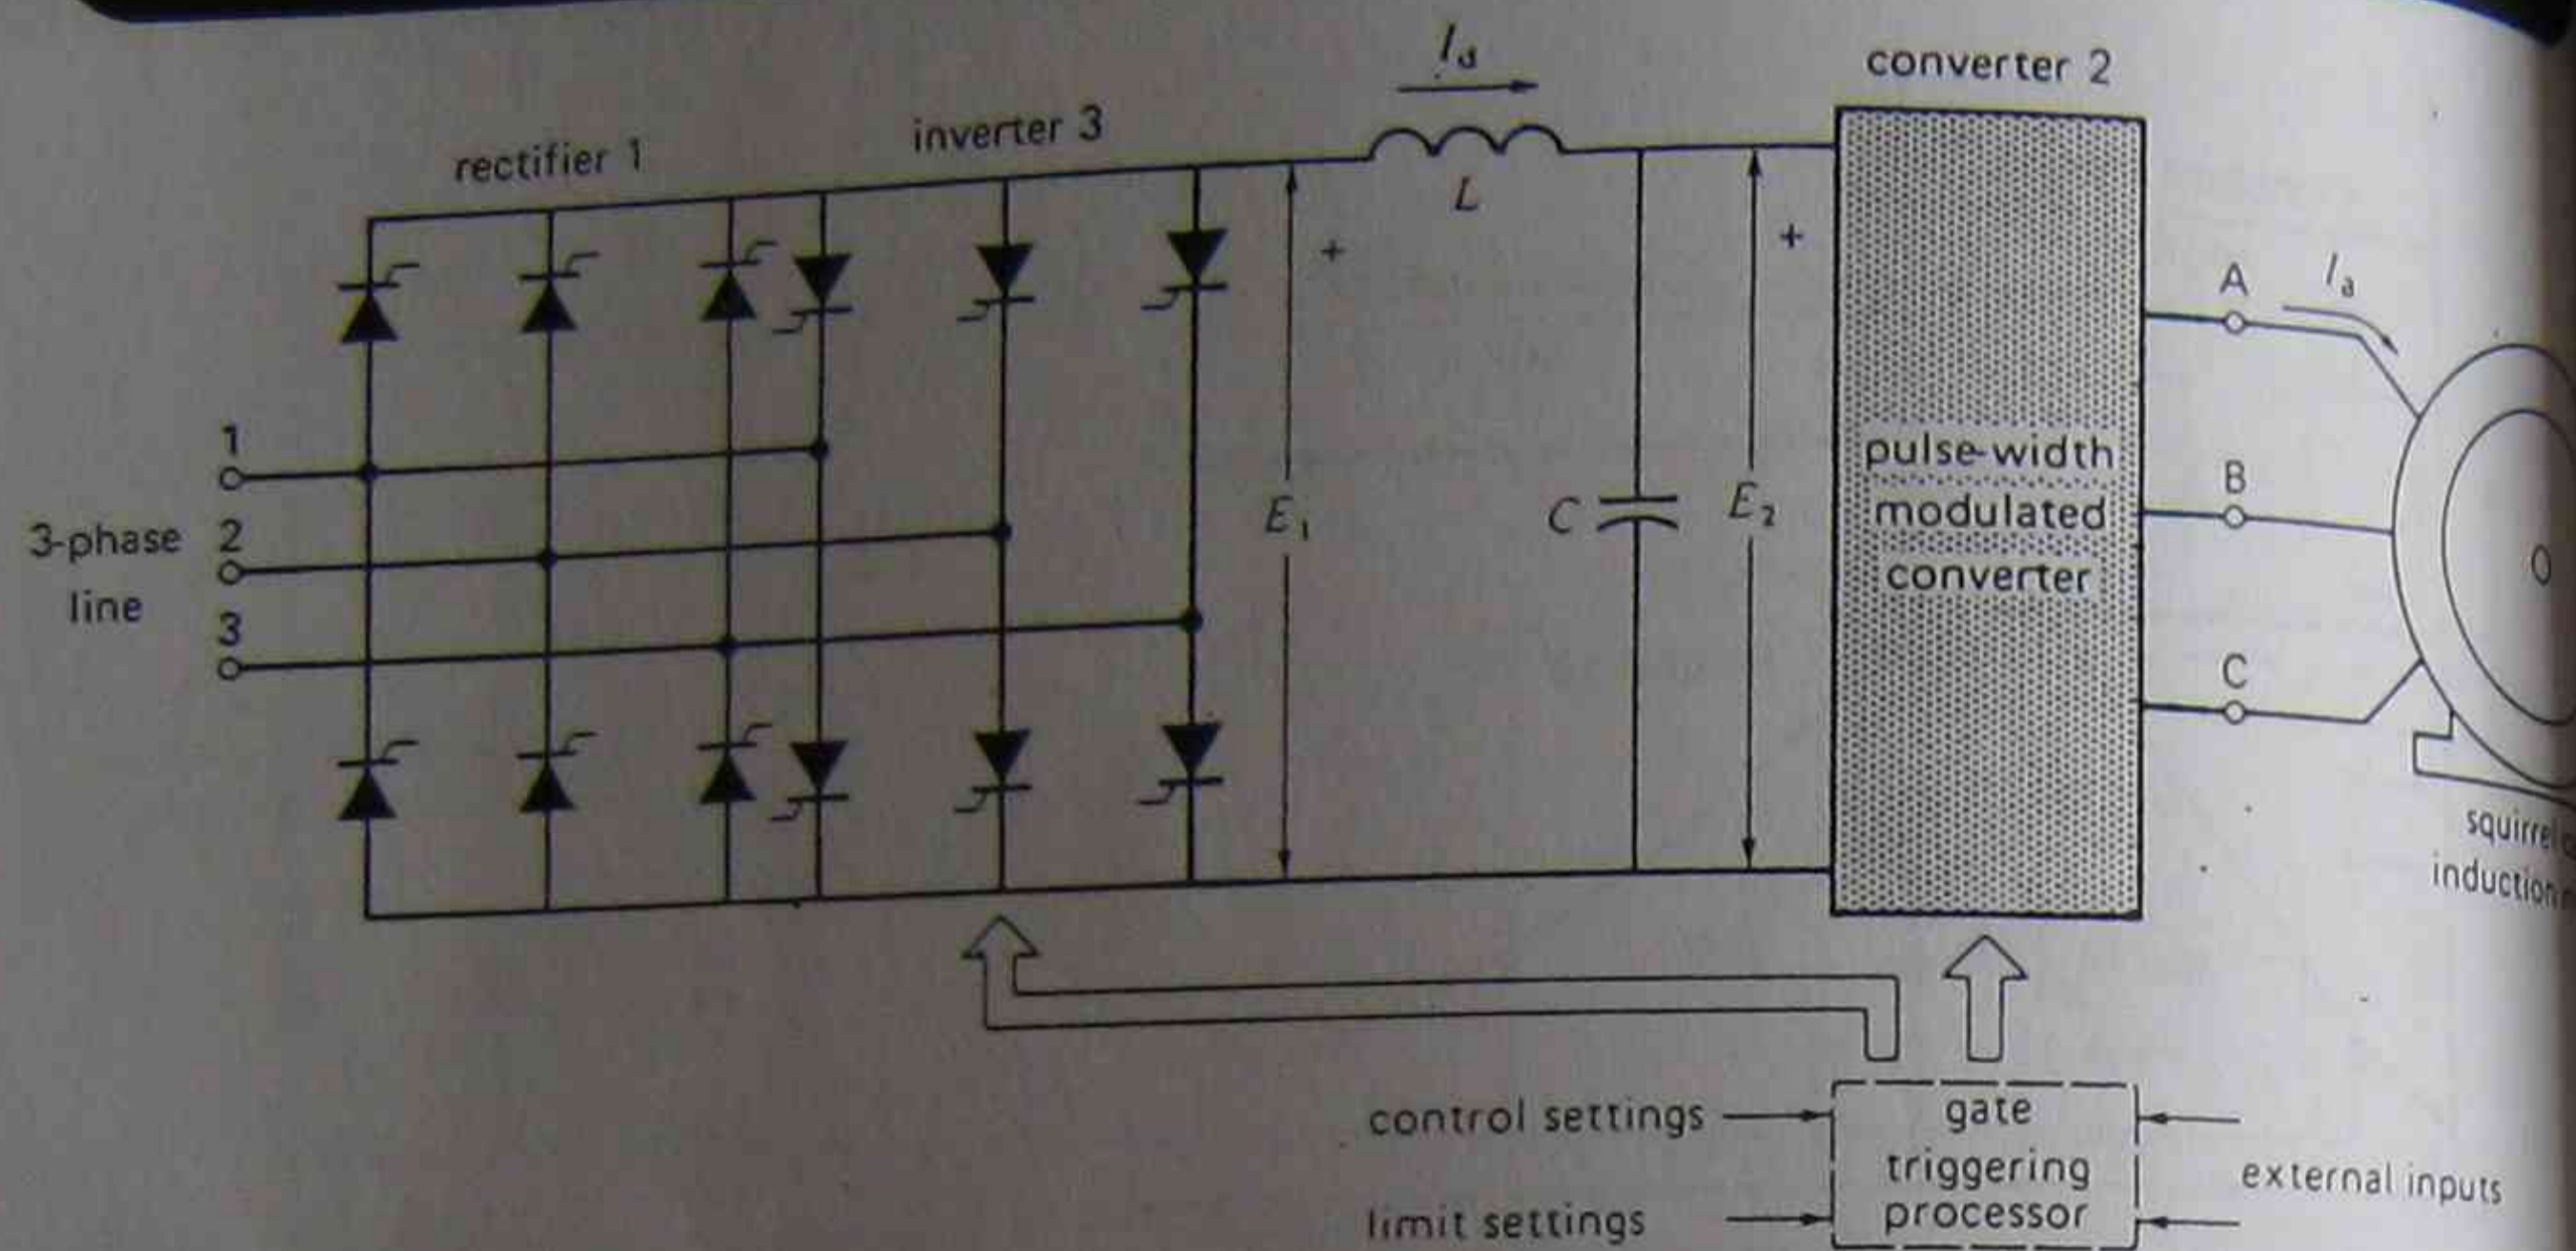 I_d
converter 2
inverter 3
rectifier 1
L
+
+
A
I_a
1
2
3
3-phase
line
E_1
C
E_2
pulse-width
modulated
converter
B
C
induction
control settings
limit settings
gate
triggering
processor
external inputs